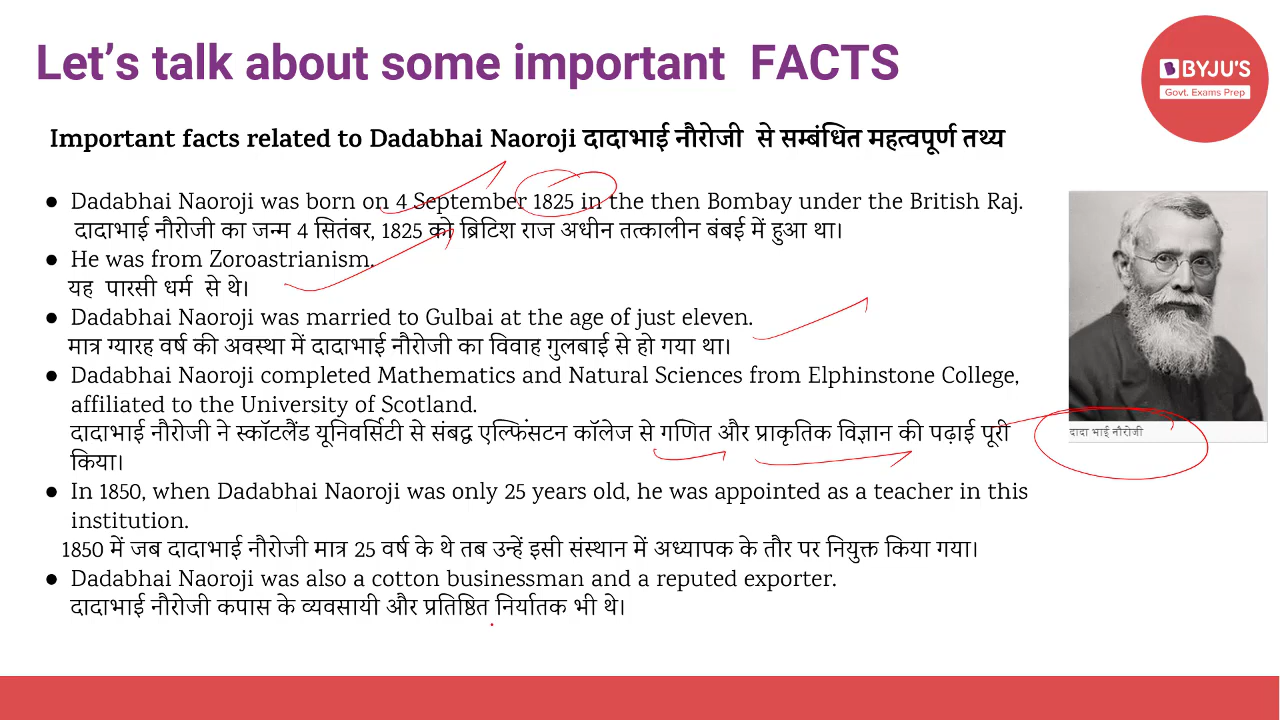 Let's talk about some important FACTS
BYJU'S
Govt. Exams Prep
Important facts related to Dadabhai Naoroji दादाभाई नौरोजी से सम्बंधित महत्वपूर्ण तथ्य
● Dadabhai Naoroji was born on 4 September 1825 in the then Bombay under the British Raj.
दादाभाई नौरोजी का जन्म 4 सितंबर, 1825 को ब्रिटिश राज अधीन तत्कालीन बंबई में हुआ था।
● He was from Zoroastrianism.
यह पारसी धर्म से थे।
● Dadabhai Naoroji was married to Gulbai at the age of just eleven.
मात्र ग्यारह वर्ष की अवस्था में दादाभाई नौरोजी का विवाह गुलबाई से हो गया था।
● Dadabhai Naoroji completed Mathematics and Natural Sciences from Elphinstone College,
affiliated to the University of Scotland.
दादाभाई नौरोजी ने स्कॉटलैंड यूनिवर्सिटी से संबद्ध एल्फिंसटन कॉलेज से गणित और प्राकृतिक विज्ञान की पढ़ाई पूरी
किया।
● In 1850, when Dadabhai Naoroji was only 25 years old, he was appointed as a teacher in this
institution.
1850 में जब दादाभाई नौरोजी मात्र 25 वर्ष के थे तब उन्हें इसी संस्थान में अध्यापक के तौर पर नियुक्त किया गया।
● Dadabhai Naoroji was also a cotton businessman and a reputed exporter.
दादाभाई नौरोजी कपास के व्यवसायी और प्रतिष्ठित निर्यातक भी थे।
दादा भाई नौरोजी